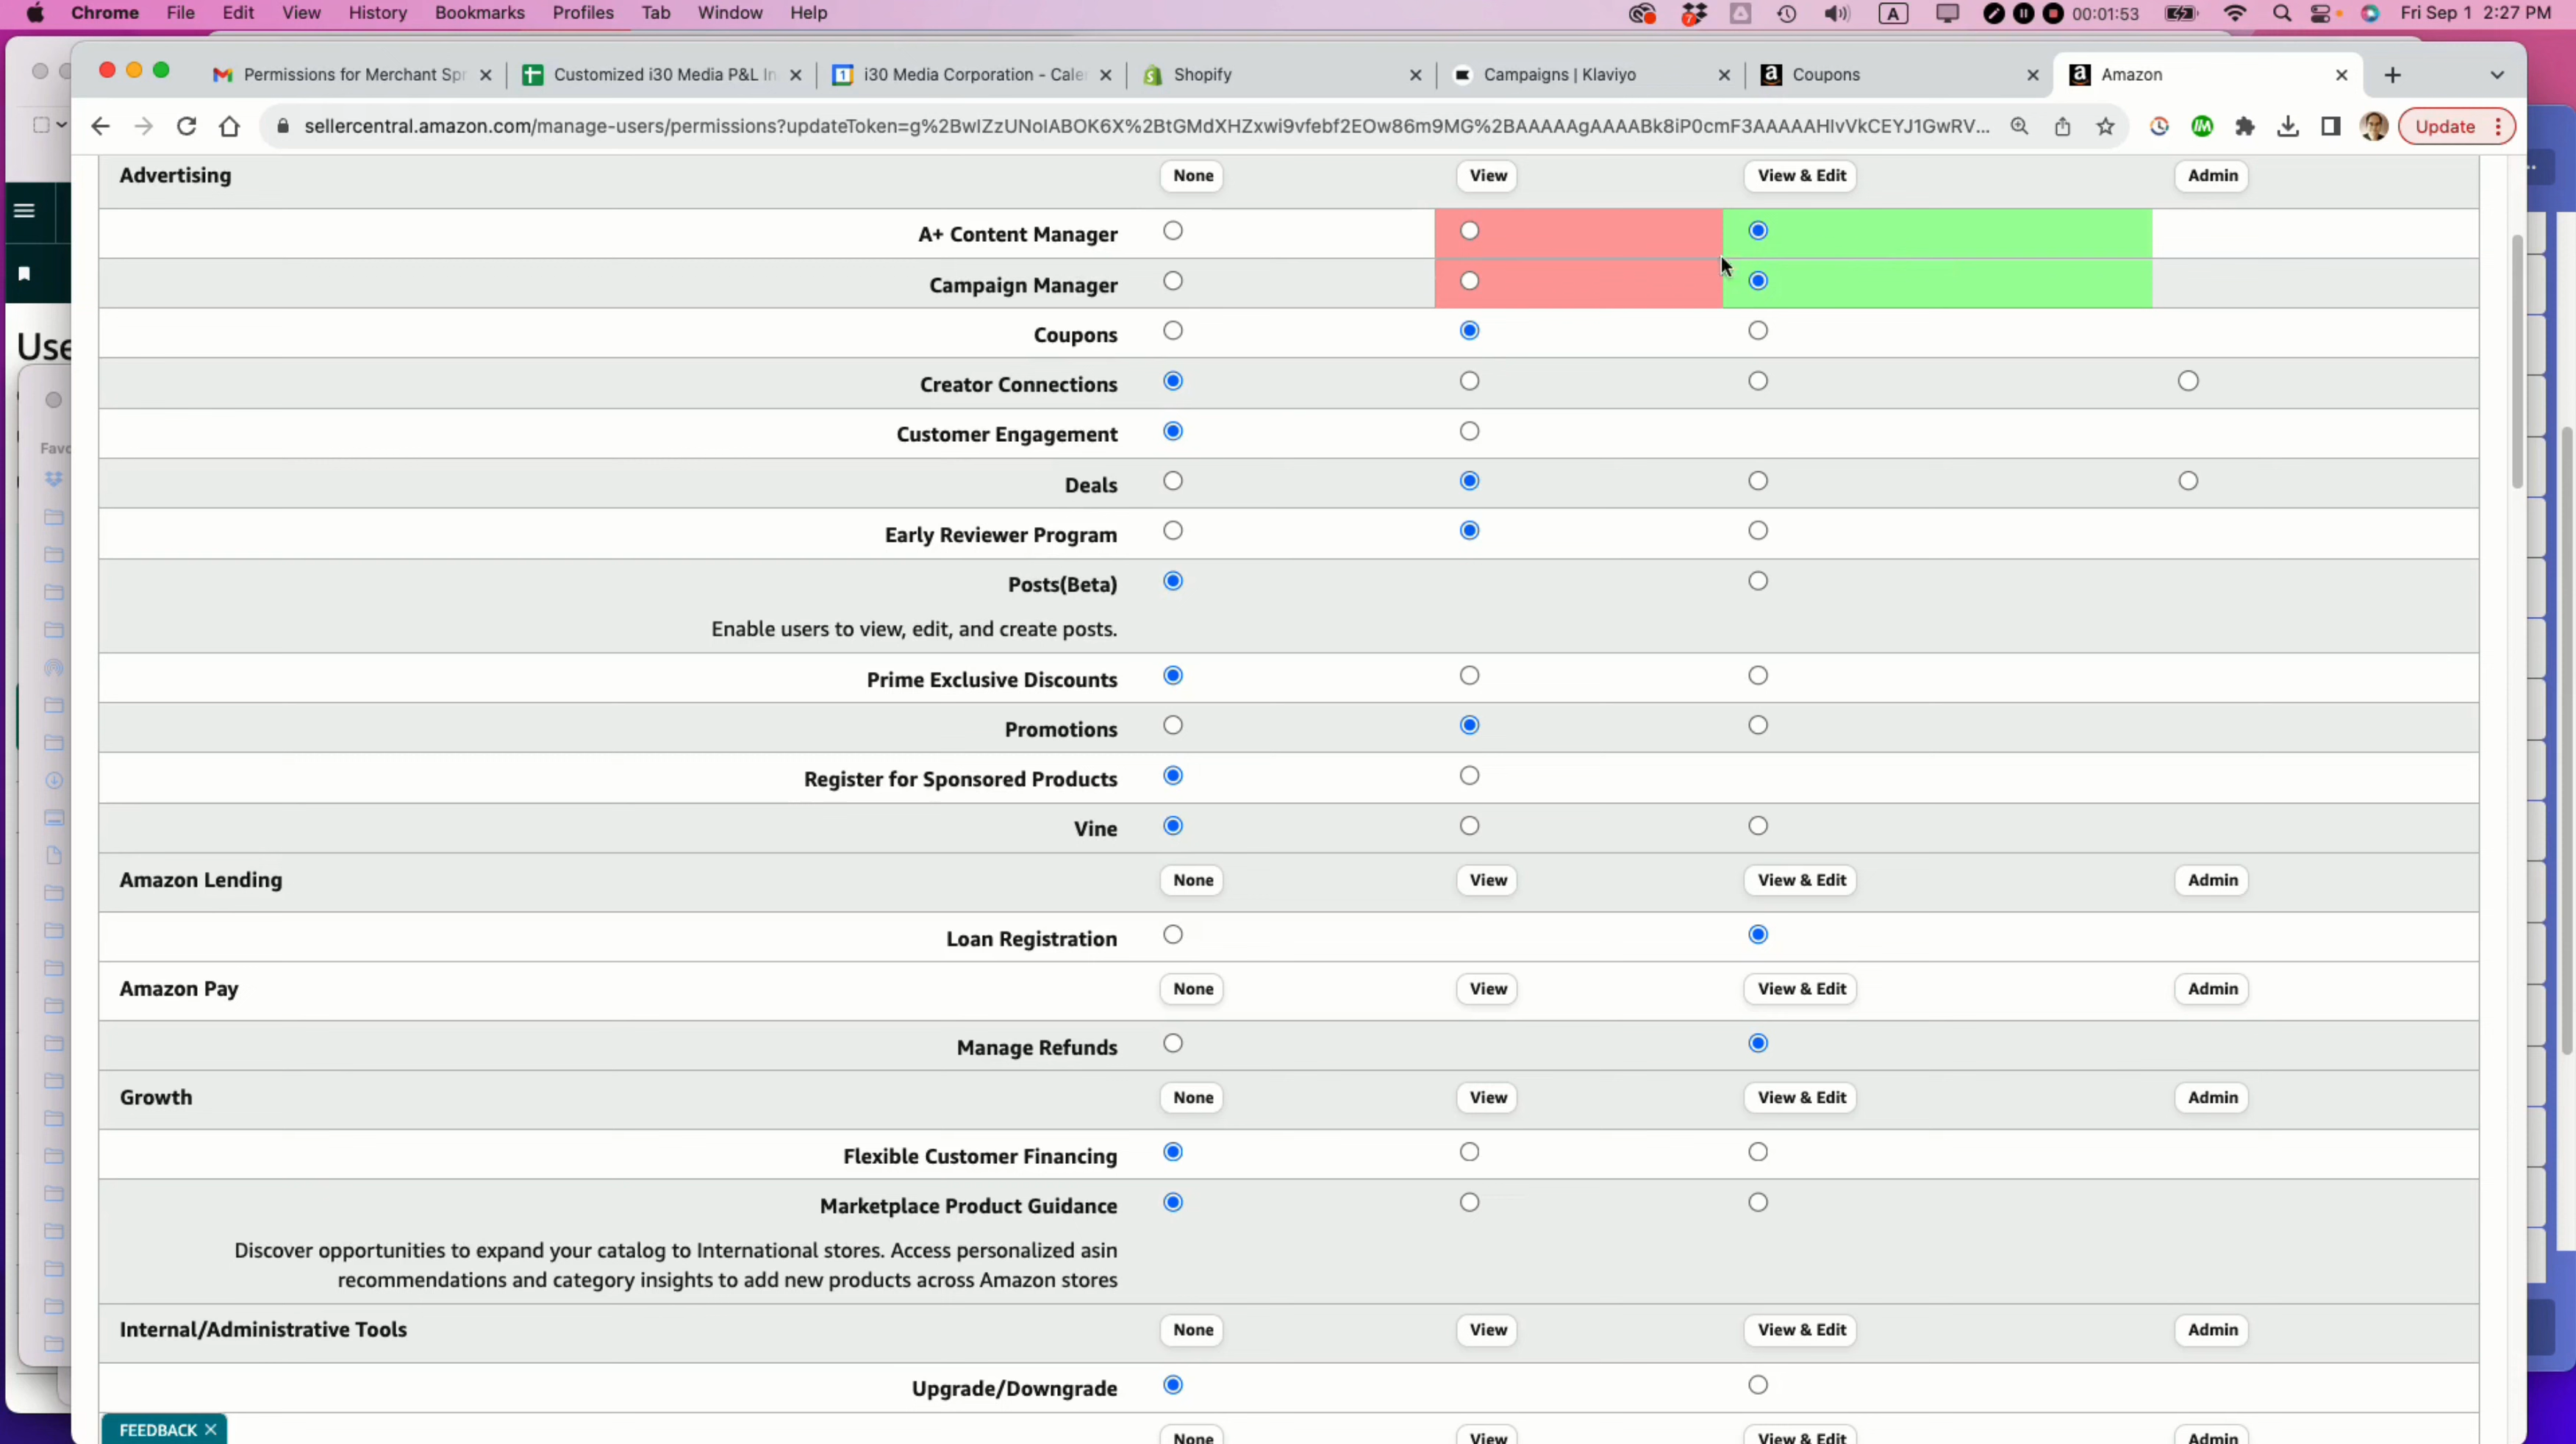 Chrome File Edit View History Bookmarks Profiles Tab Window Help
7 A 00:01:53 Fri Sep 1 2:27 PM
Permissions for Merchant Spr
Customized i30 Media P&L In
1 i30 Media Corporation - Cale
Shopify
Campaigns | Klaviyo
a Coupons
a Amazon
sellercentral.amazon.com/manage-users/permissions?updateToken=g%2BwIZzUNoIABOK6X%2BtGMdXHZxwi9vfebf2EOw86m9MG%2BAAAAAgAAAABk8iP0cmF3AAAAAHlvVkCEYJ1GwRV...
Update
Use
Favo
Advertising None View View & Edit Admin
A+ Content Manager
Campaign Manager
Coupons
Creator Connections
Customer Engagement
Deals
Early Reviewer Program
Posts(Beta)
Enable users to view, edit, and create posts.
Prime Exclusive Discounts
Promotions
Register for Sponsored Products
Vine
Amazon Lending None View View & Edit Admin
Loan Registration
Amazon Pay None View View & Edit Admin
Manage Refunds
Growth None View View & Edit Admin
Flexible Customer Financing
Marketplace Product Guidance
Discover opportunities to expand your catalog to International stores. Access personalized asin
recommendations and category insights to add new products across Amazon stores
Internal/Administrative Tools None View View & Edit Admin
Upgrade/Downgrade
FEEDBACK
None View View & Edit Admin